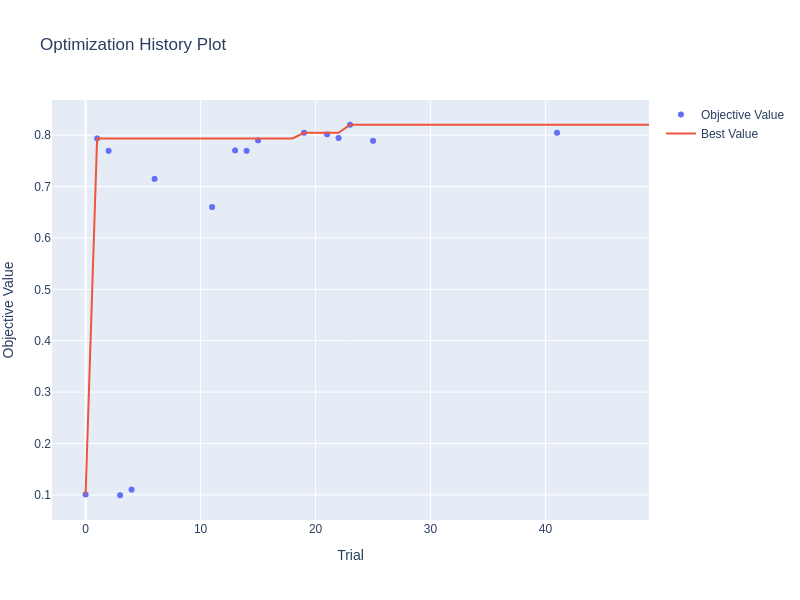 Optimization History Plot
Objective Value
Best Value
0.8
0.7
0.6
0.5
0.4
0.3
0.2
0.1
Objective Value
0 10 20 30 40
Trial